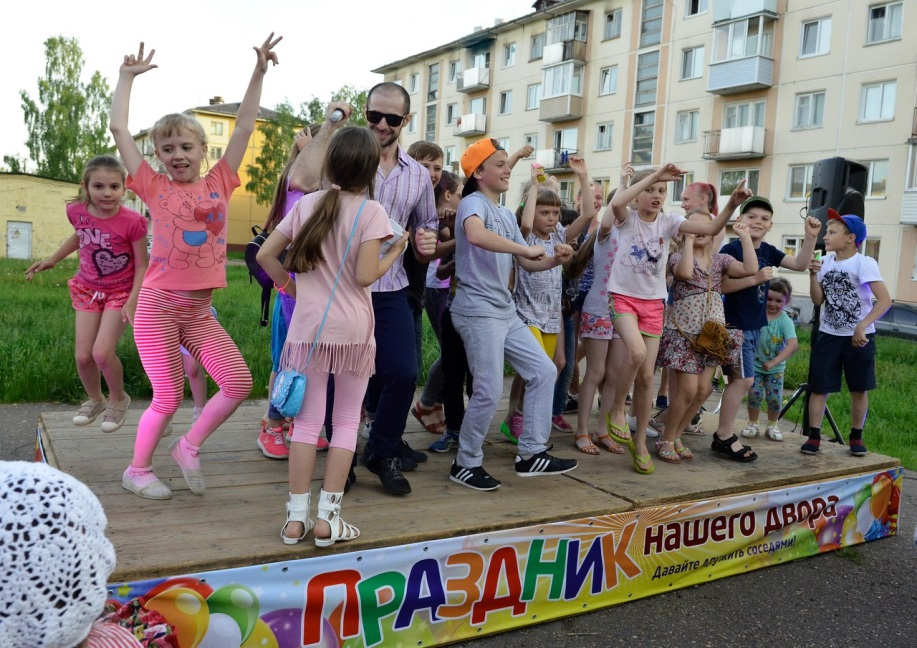 LOVE
ПРАЗДНИК нашего двора
Давайте дружить соседями!